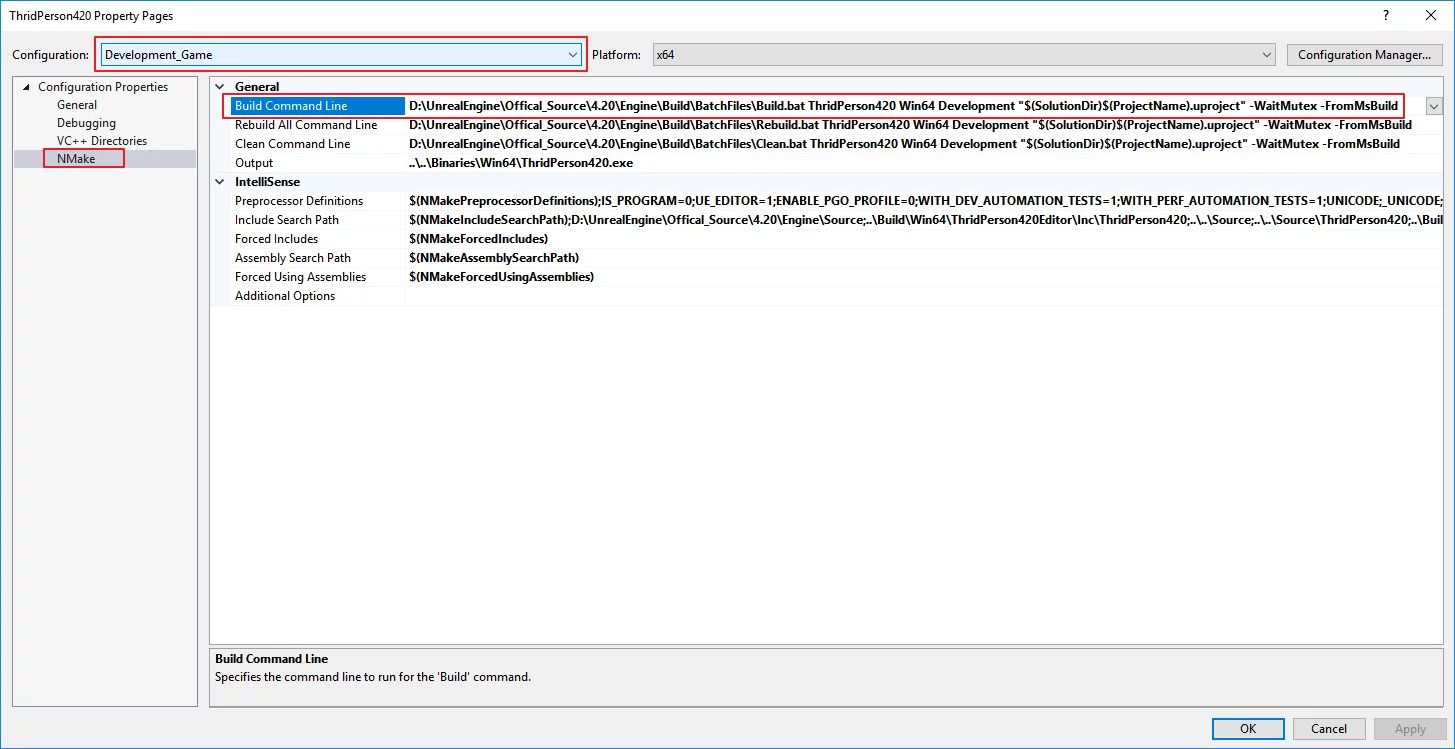 ThridPerson420 Property Pages
Configuration: Development_Game Platform: x64 Configuration Manager...
Configuration Properties
General
Debugging
VC++ Directories
NMake
General
Build Command Line D:\UnrealEngine\Offical_Source\4.20\Engine\Build\BatchFiles\Build.bat ThridPerson420 Win64 Development "$(SolutionDir)$(ProjectName).uproject" -WaitMutex -FromMsBuild
Rebuild All Command Line D:\UnrealEngine\Offical_Source\4.20\Engine\Build\BatchFiles\Rebuild.bat ThridPerson420 Win64 Development "$(SolutionDir)$(ProjectName).uproject" -WaitMutex -FromMsBuild
Clean Command Line D:\UnrealEngine\Offical_Source\4.20\Engine\Build\BatchFiles\Clean.bat ThridPerson420 Win64 Development "$(SolutionDir)$(ProjectName).uproject" -WaitMutex -FromMsBuild
Output ..\..\Binaries\Win64\ThridPerson420.exe
IntelliSense
Preprocessor Definitions $(NMakePreprocessorDefinitions);IS_PROGRAM=0;UE_EDITOR=1;ENABLE_PGO_PROFILE=0;WITH_DEV_AUTOMATION_TESTS=1;WITH_PERF_AUTOMATION_TESTS=1;UNICODE;_UNICODE;
Include Search Path $(NMakeIncludeSearchPath);D:\UnrealEngine\Offical_Source\4.20\Engine\Source;..\Build\Win64\ThridPerson420Editor\Inc\ThridPerson420;..\..\Source;..\..\Source\ThridPerson420;..\Buil
Forced Includes $(NMakeForcedIncludes)
Assembly Search Path $(NMakeAssemblySearchPath)
Forced Using Assemblies $(NMakeForcedUsingAssemblies)
Additional Options
Build Command Line
Specifies the command line to run for the 'Build' command.
OK Cancel Apply